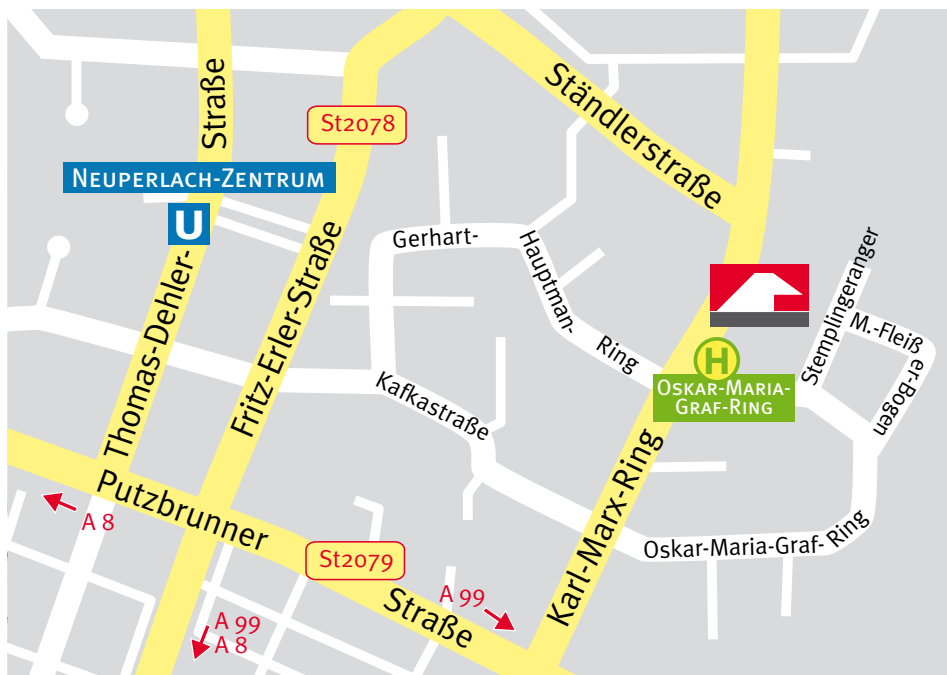 Straße
Ständlerstraße
St2078
Neuperlach-Zentrum
U
Thomas-Dehler-
Fritz-Erler-Straße
Gerhart-
Hauptman-
Ring
Stemplingeranger
M.-Fleiß
er-Bogen
H
Oskar-Maria-
Graf-Ring
Kafkastraße
Karl-Marx-Ring
Putzbrunner
Straße
A 8
St2079
Oskar-Maria-Graf-Ring
A 99
A 99
A 8